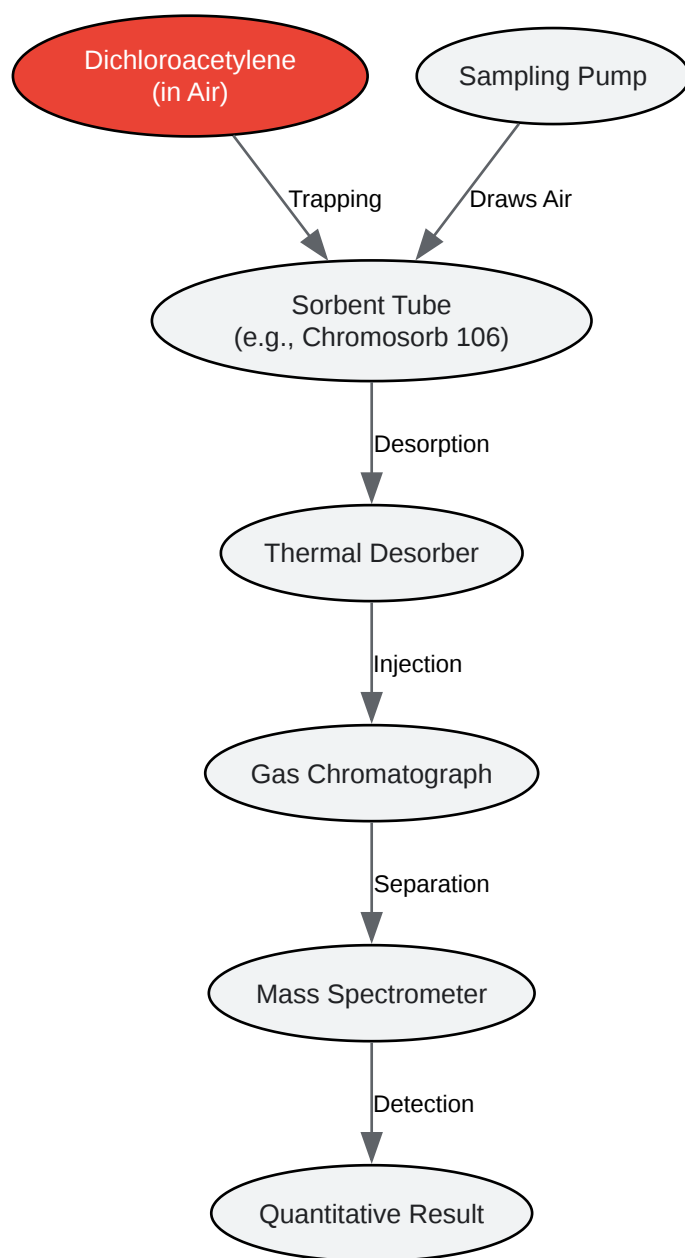 Dichloroacetylene
(in Air)
Sampling Pump
Trapping
Draws Air
Sorbent Tube
(e.g., Chromosorb 106)
Desorption
Thermal Desorber
Injection
Gas Chromatograph
Separation
Mass Spectrometer
Detection
Quantitative Result